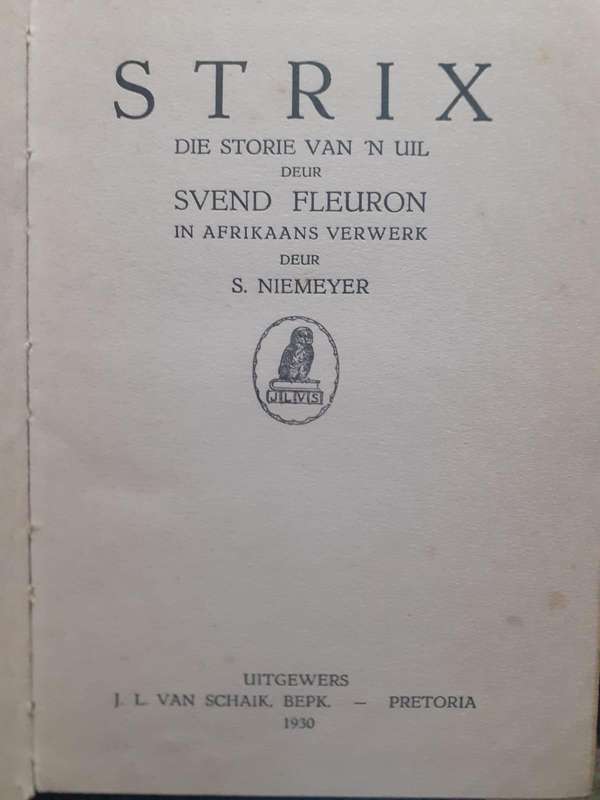 STRIX
DIE STORIE VAN 'N UIL
DEUR
SVEND FLEURON
IN AFRIKAANS VERWERK
DEUR
S. NIEMEYER
J L V S
UITGEWERS
J. L. VAN SCHAIK, BEPK. — PRETORIA
1930